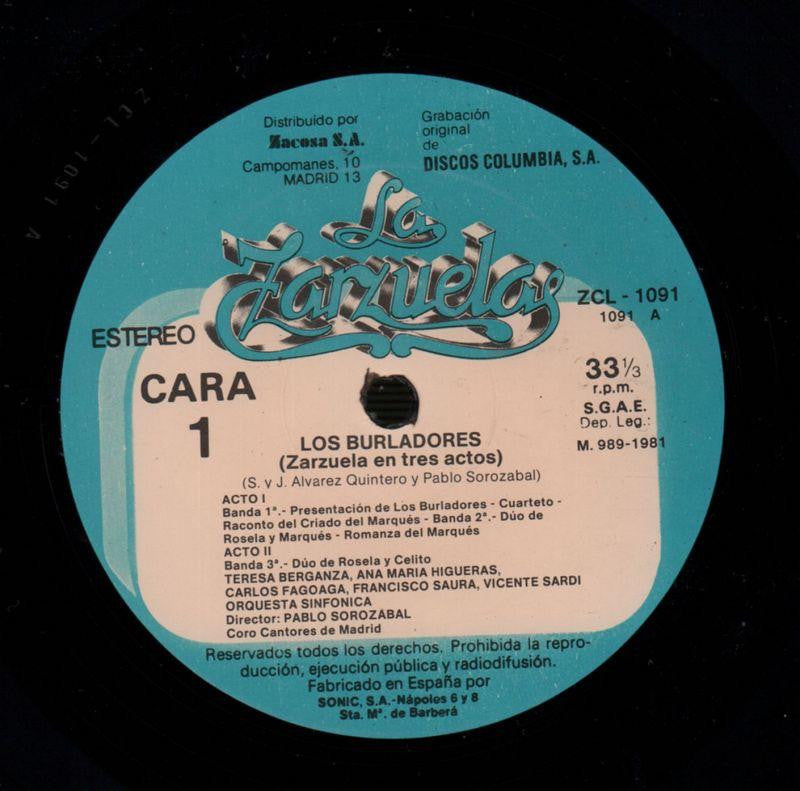 Distribuído por
Zacosa S.A.
Campomanes, 10
MADRID 13
Grabación
original
de
DISCOS COLUMBIA, S.A.
La
Zarzuela
ZCL - 1091
1091 A
ESTEREO
CARA
1
33 1/3
r.p.m.
S.G.A.E.
Dep. Leg.:
M. 989-1981
LOS BURLADORES
(Zarzuela en tres actos)
(S. y J. Alvarez Quintero y Pablo Sorozabal)
ACTO I
Banda 1ª.- Presentación de Los Burladores - Cuarteto -
Raconto del Criado del Marqués - Banda 2ª.- Dúo de
Rosela y Marqués - Romanza del Marqués
ACTO II
Banda 3ª.- Dúo de Rosela y Celito
TERESA BERGANZA, ANA MARIA HIGUERAS,
CARLOS FAGOAGA, FRANCISCO SAURA, VICENTE SARDI
ORQUESTA SINFONICA
Director: PABLO SOROZABAL
Coro Cantores de Madrid
Reservados todos los derechos. Prohibida la repro-
ducción, ejecución pública y radiodifusión.
Fabricado en España por
SONIC, S.A.-Nápoles 6 y 8
Sta. Mª. de Barberá
ZCL-1091 A